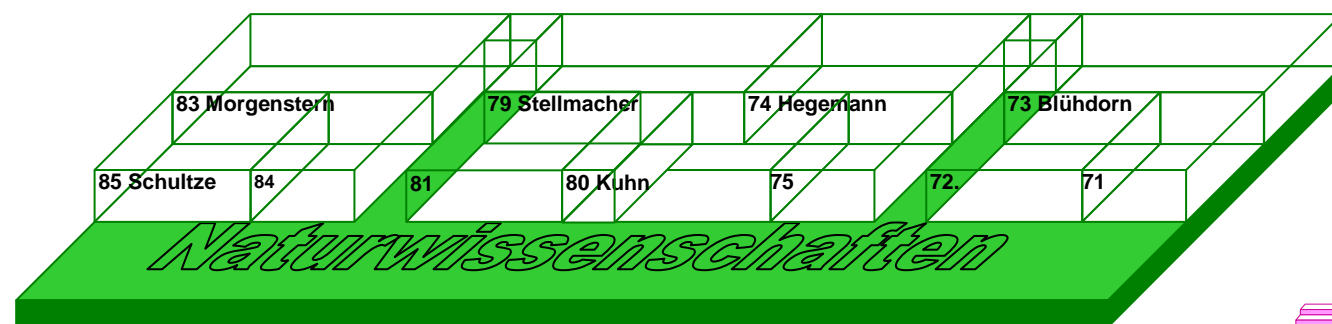 83 Morgenstern
79 Stellmacher
74 Hegemann
73 Blühdorn
85 Schultze
84
81
80 Kuhn
75
72.
71
Naturwissenschaften